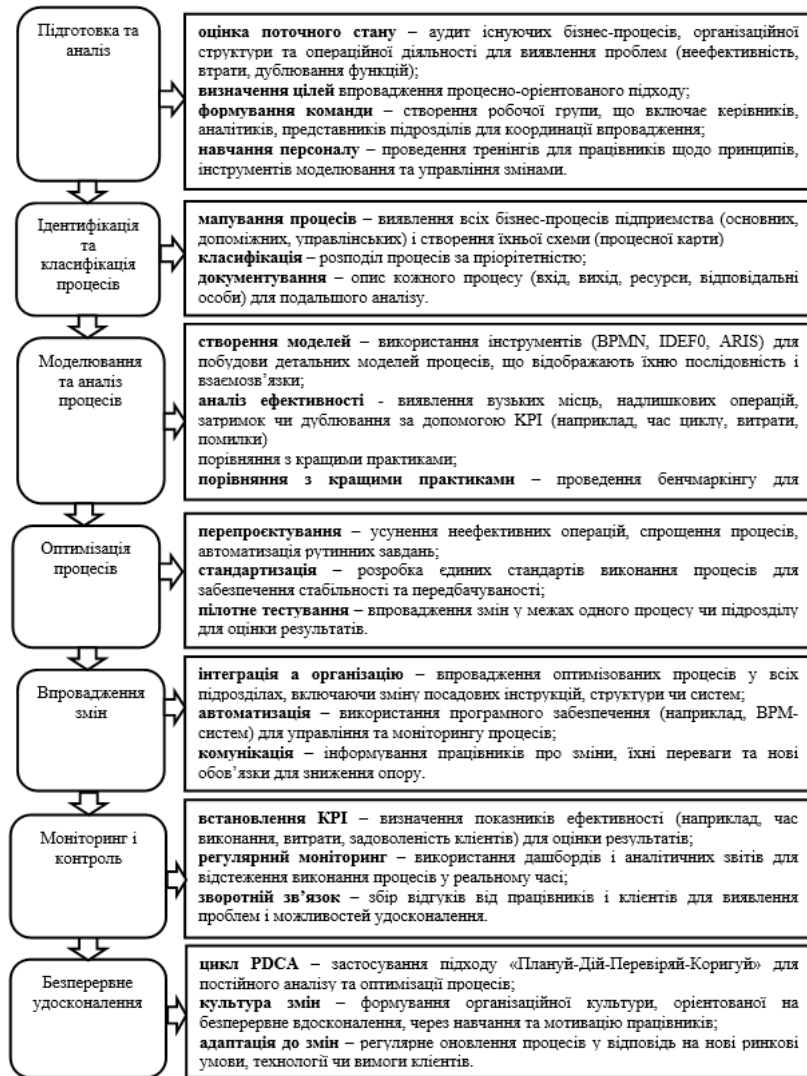 Підготовка та
аналіз
оцінка поточного стану – аудит існуючих бізнес-процесів, організаційної
структури та операційної діяльності для виявлення проблем (неефективність,
втрати, дублювання функцій);
визначення цілей впровадження процесно-орієнтованого підходу;
формування команди – створення робочої групи, що включає керівників,
аналітиків, представників підрозділів для координації впровадження;
навчання персоналу – проведення тренінгів для працівників щодо принципів,
інструментів моделювання та управління змінами.
Ідентифікація
та
класифікація
процесів
мапування процесів – виявлення всіх бізнес-процесів підприємства (основних,
допоміжних, управлінських) і створення їхньої схеми (процесної карти)
класифікація – розподіл процесів за пріорітетністю;
документування – опис кожного процесу (вхід, вихід, ресурси, відповідальні
особи) для подальшого аналізу.
Моделювання
та аналіз
процесів
створення моделей – використання інструментів (BPMN, IDEF0, ARIS) для
побудови детальних моделей процесів, що відображають їхню послідовність і
взаємозв’язки;
аналіз ефективності - виявлення вузьких місць, надлишкових операцій,
затримок чи дублювання за допомогою KPI (наприклад, час циклу, витрати,
помилки)
порівняння з кращими практиками;
порівняння з кращими практиками – проведення бенчмаркінгу для
Оптимізація
процесів
перепроєктування – усунення неефективних операцій, спрощення процесів,
автоматизація рутинних завдань;
стандартизація – розробка єдиних стандартів виконання процесів для
забезпечення стабільності та передбачуваності;
пілотне тестування – впровадження змін у межах одного процесу чи підрозділу
для оцінки результатів.
Впровадження
змін
інтеграція а організацію – впровадження оптимізованих процесів у всіх
підрозділах, включаючи зміну посадових інструкцій, структури чи систем;
автоматизація – використання програмного забезпечення (наприклад, BPM-
систем) для управління та моніторингу процесів;
комунікація – інформування працівників про зміни, їхні переваги та нові
обов’язки для зниження опору.
Моніторинг і
контроль
встановлення KPI – визначення показників ефективності (наприклад, час
виконання, витрати, задоволеність клієнтів) для оцінки результатів;
регулярний моніторинг – використання дашбордів і аналітичних звітів для
відстеження виконання процесів у реальному часі;
зворотній зв’язок – збір відгуків від працівників і клієнтів для виявлення
проблем і можливостей удосконалення.
Безперервне
удосконалення
цикл PDCA – застосування підходу «Плануй-Дій-Перевіряй-Коригуй» для
постійного аналізу та оптимізації процесів;
культура змін – формування організаційної культури, орієнтованої на
безперервне вдосконалення, через навчання та мотивацію працівників;
адаптація до змін – регулярне оновлення процесів у відповідь на нові ринкові
умови, технології чи вимоги клієнтів.